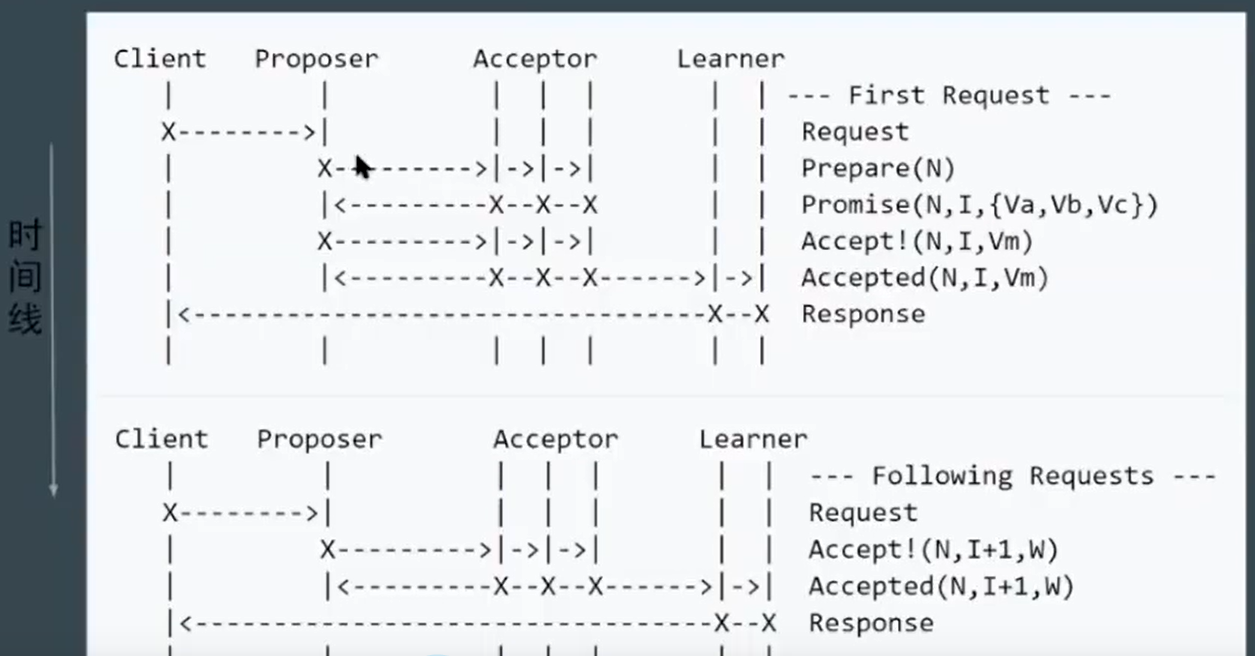 时间线
Client Proposer Acceptor Learner
| | | | | | | --- First Request ---
X-------->| | | | | | Request
| X--------->|->|->| | | Prepare(N)
| |<---------X--X--X | | Promise(N,I,{Va,Vb,Vc})
| X--------->|->|->| | | Accept!(N,I,Vm)
| |<---------X--X--X------>|->| Accepted(N,I,Vm)
|<---------------------------------X--X Response
| | | | | | |
Client Proposer Acceptor Learner
| | | | | | | --- Following Requests ---
X-------->| | | | | | Request
| X--------->|->|->| | | Accept!(N,I+1,W)
| |<---------X--X--X------>|->| Accepted(N,I+1,W)
|<---------------------------------X--X Response
| | | | | | |